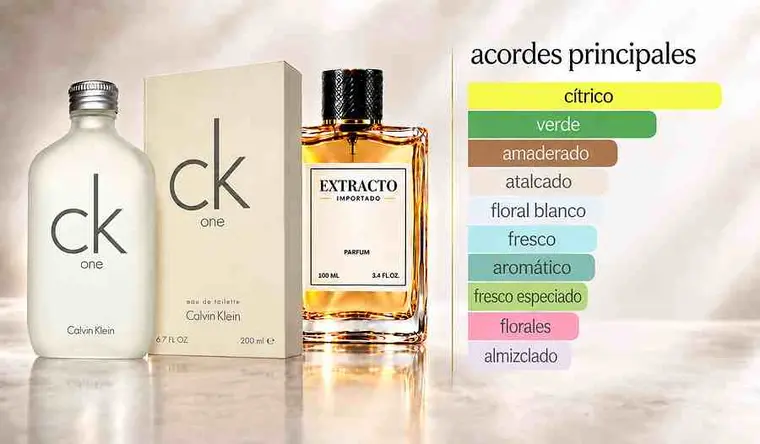 ck
one
Calvin Klein
ck
one
eau de toilette
Calvin Klein
6.7 FL OZ 200 ml e
EXTRACTO
IMPORTADO
PARFUM
100 ML 3.4 FL.OZ.
acordes principales
cítrico
verde
amaderado
atalcado
floral blanco
fresco
aromático
fresco especiado
florales
almizclado